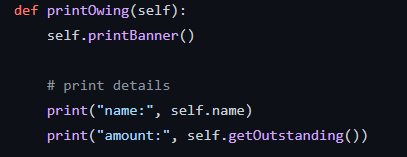 def printOwing(self):
    self.printBanner()

    # print details
    print("name:", self.name)
    print("amount:", self.getOutstanding())